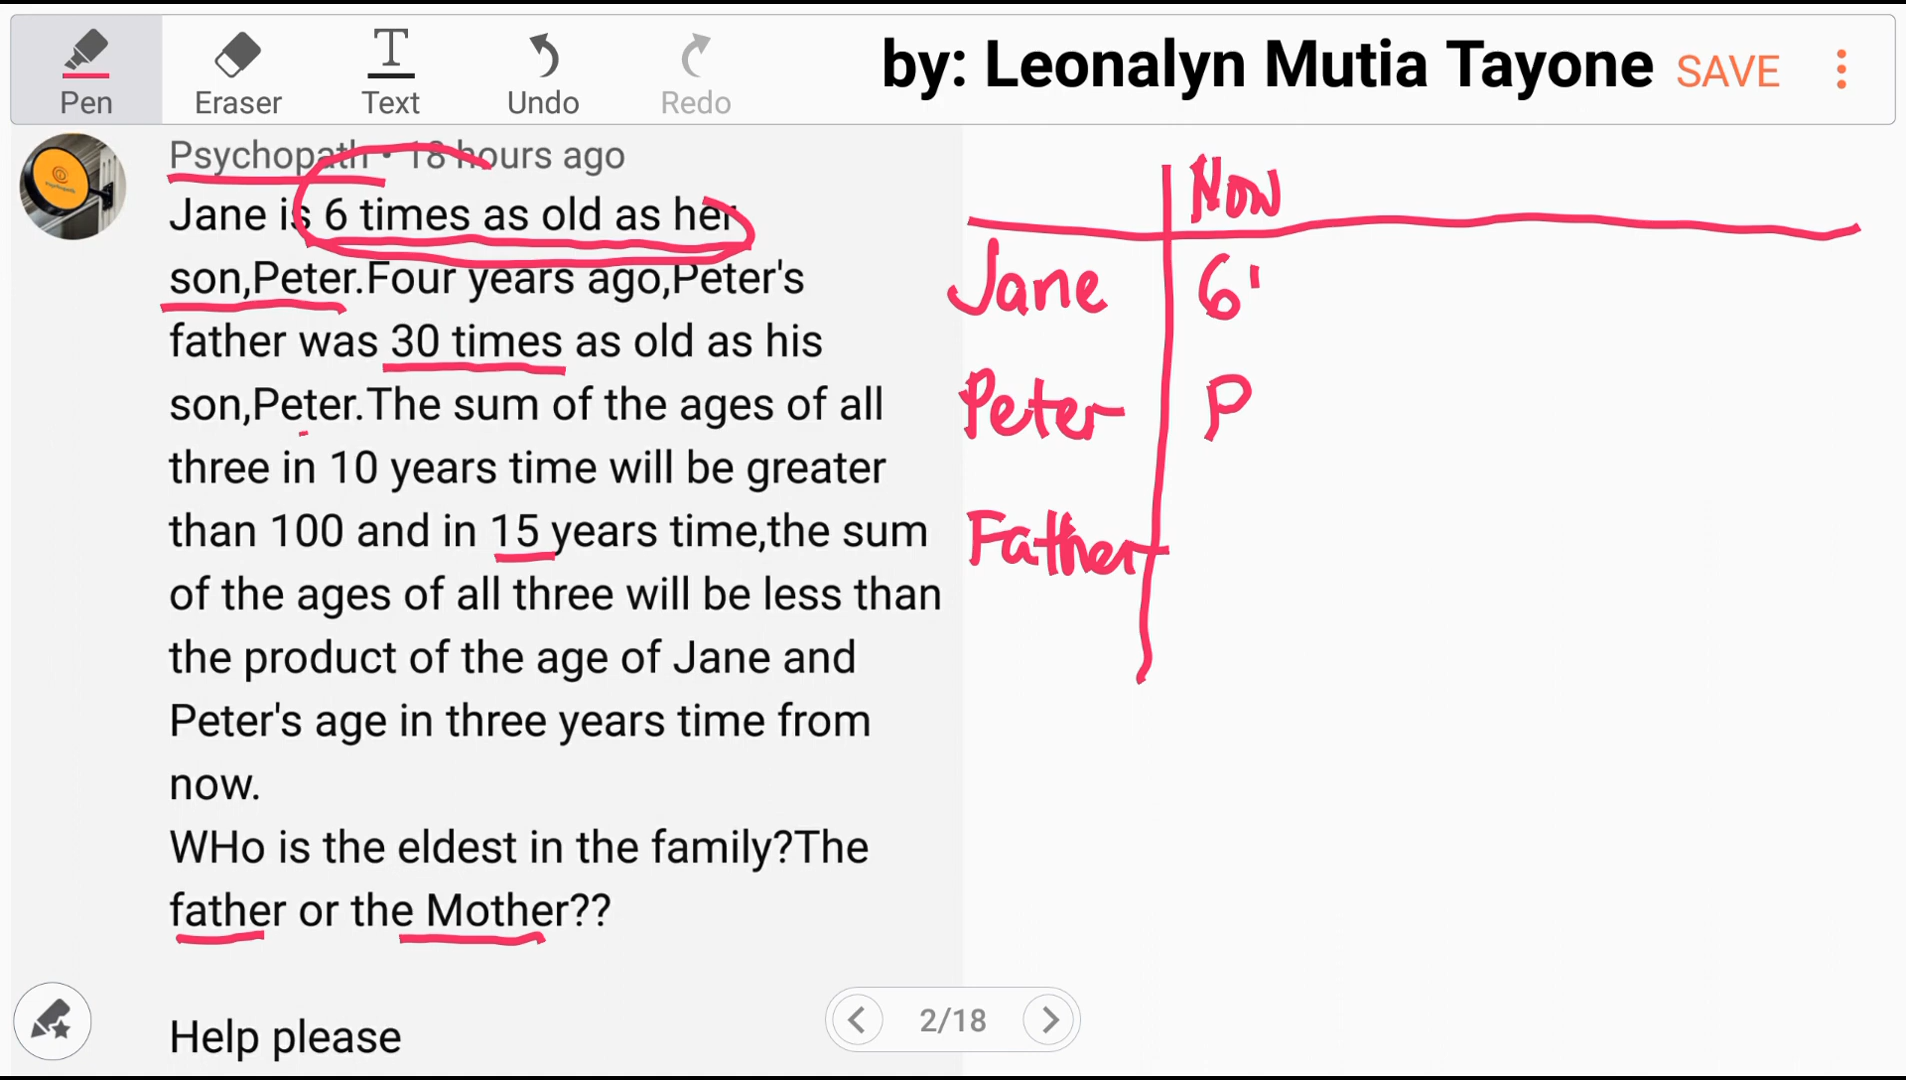 Pen
Eraser
Text
Undo
Redo
by: Leonalyn Mutia Tayone
SAVE
Psychopath • 18 hours ago
Jane is 6 times as old as her
son,Peter.Four years ago,Peter's
father was 30 times as old as his
son,Peter.The sum of the ages of all
three in 10 years time will be greater
than 100 and in 15 years time,the sum
of the ages of all three will be less than
the product of the age of Jane and
Peter's age in three years time from
now.
WHo is the eldest in the family?The
father or the Mother??
Help please
Now
Jane 6
Peter P
Father
2/18